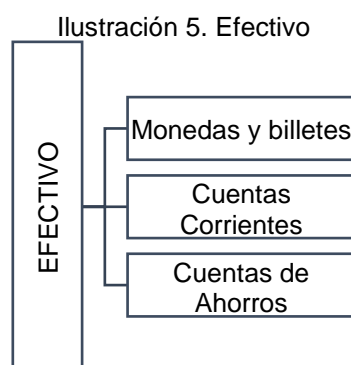 Ilustración 5. Efectivo
EFECTIVO
Monedas y billetes
Cuentas
Corrientes
Cuentas de
Ahorros